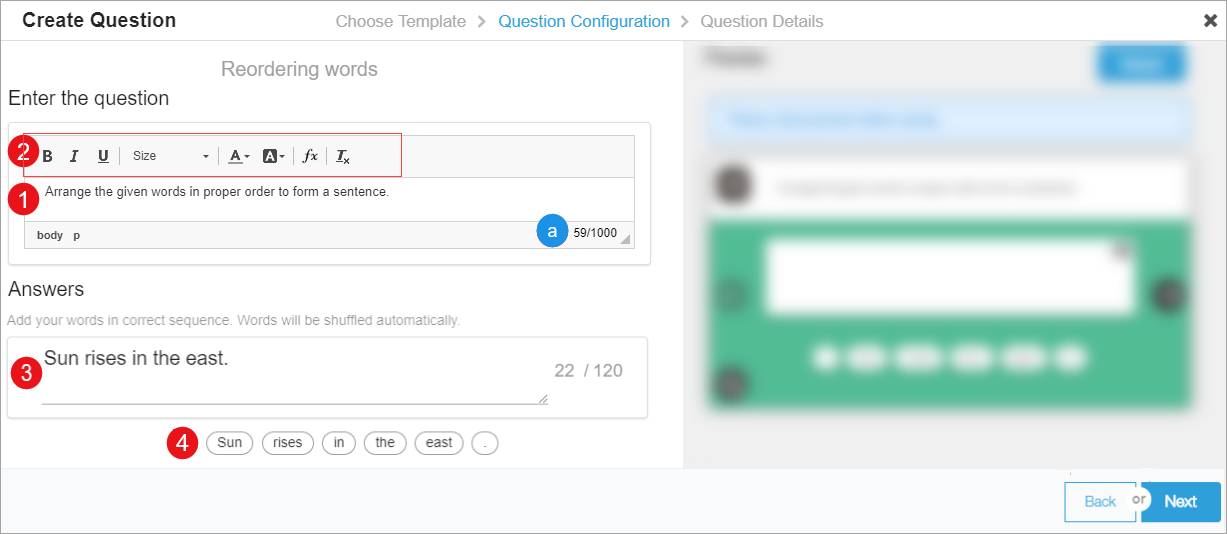 Create Question
Choose Template > Question Configuration > Question Details
Reordering words
Enter the question
2 B I U Size A A fx Tx
1 Arrange the given words in proper order to form a sentence.
body p a 59/1000
Answers
Add your words in correct sequence. Words will be shuffled automatically.
3 Sun rises in the east. 22 / 120
4 Sun rises in the east .
Back or Next